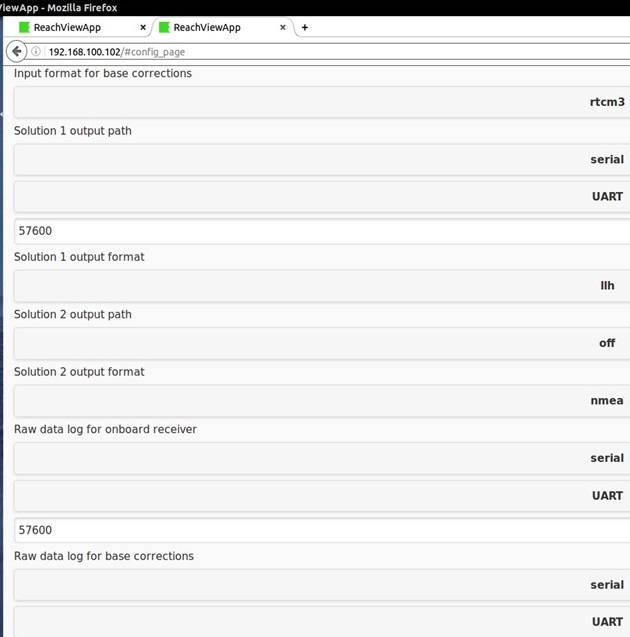 ViewApp - Mozilla Firefox
ReachViewApp × ReachViewApp × +
192.168.100.102/#config_page
Input format for base corrections
rtcm3
Solution 1 output path
serial
UART
57600
Solution 1 output format
llh
Solution 2 output path
off
Solution 2 output format
nmea
Raw data log for onboard receiver
serial
UART
57600
Raw data log for base corrections
serial
UART